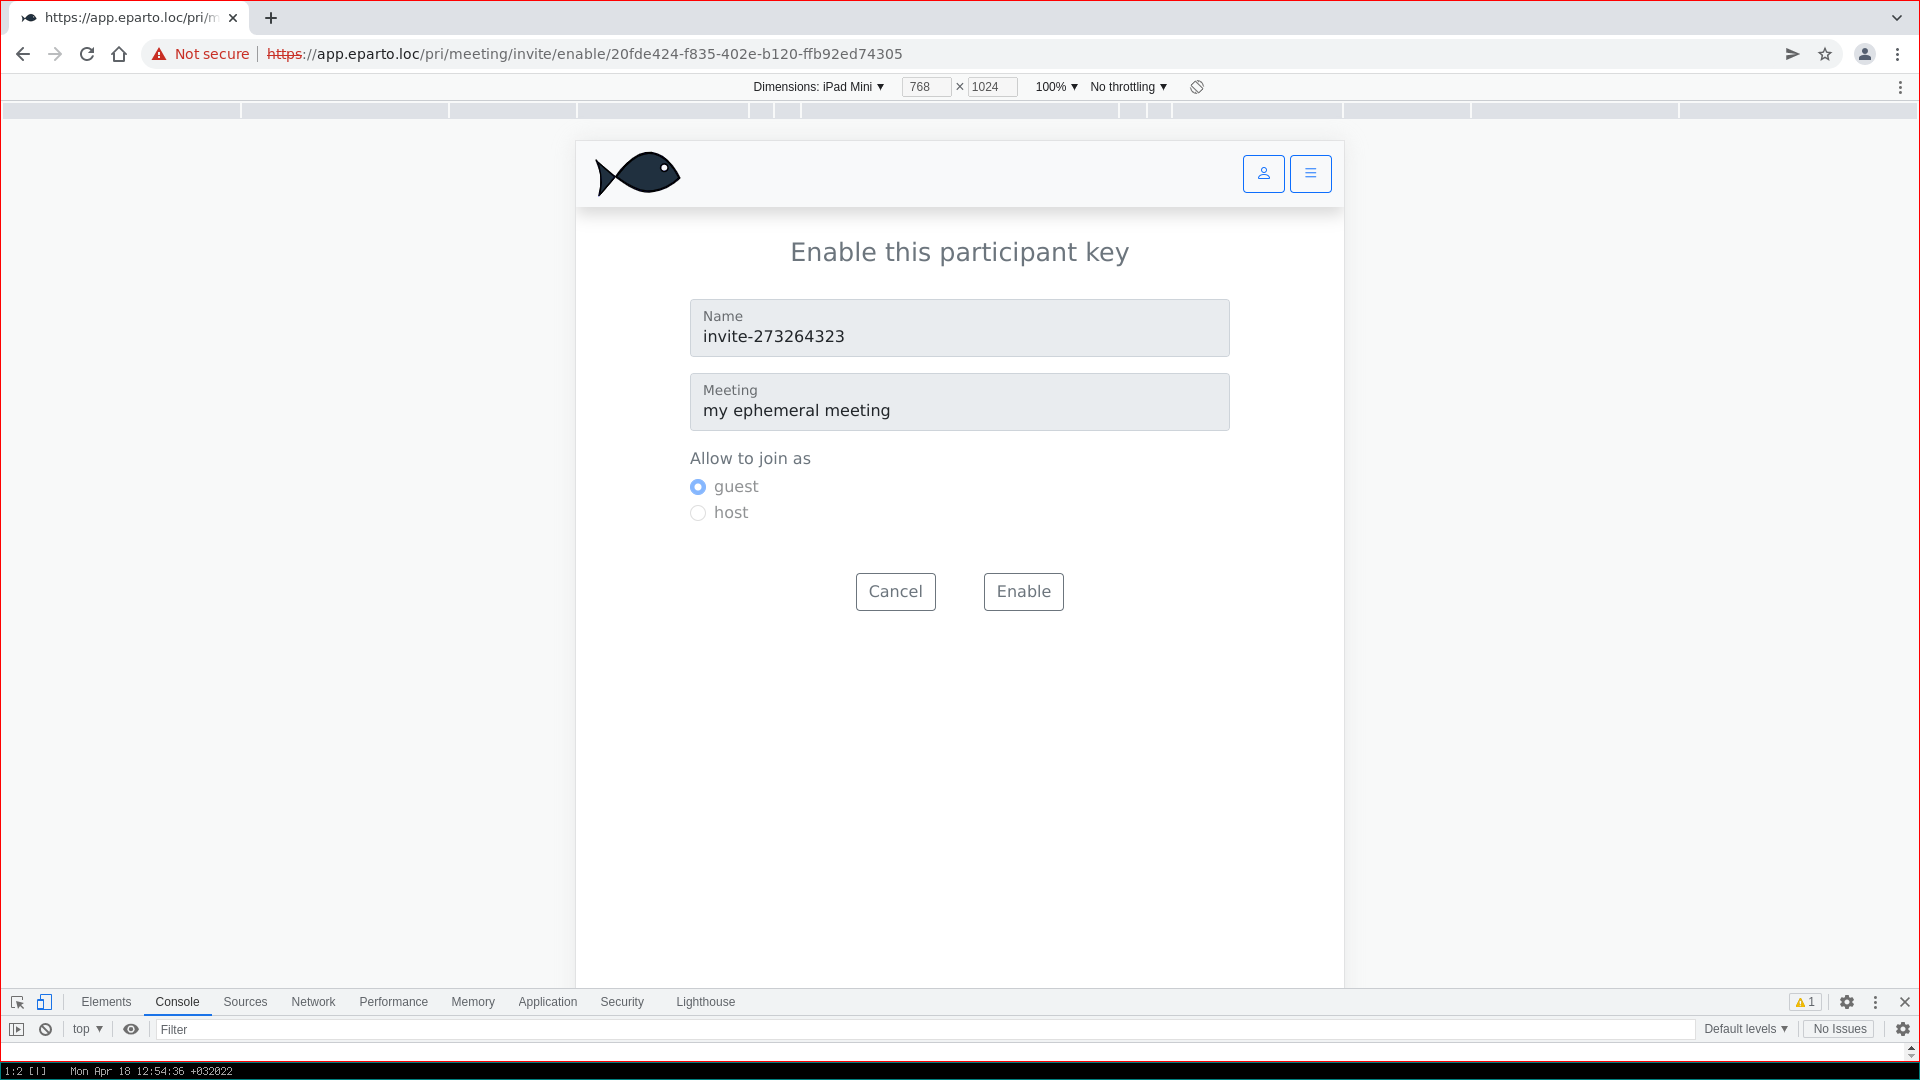 https://app.eparto.loc/pri/m
Not secure https://app.eparto.loc/pri/meeting/invite/enable/20fde424-f835-402e-b120-ffb92ed74305
Dimensions: iPad Mini ▼ 768 × 1024 100% ▼ No throttling ▼
Enable this participant key
Name
invite-273264323
Meeting
my ephemeral meeting
Allow to join as
guest
host
Cancel Enable
Elements Console Sources Network Performance Memory Application Security Lighthouse 1
top ▼ Filter Default levels ▼ No Issues
1:2 [|] Mon Apr 18 12:54:36 +032022